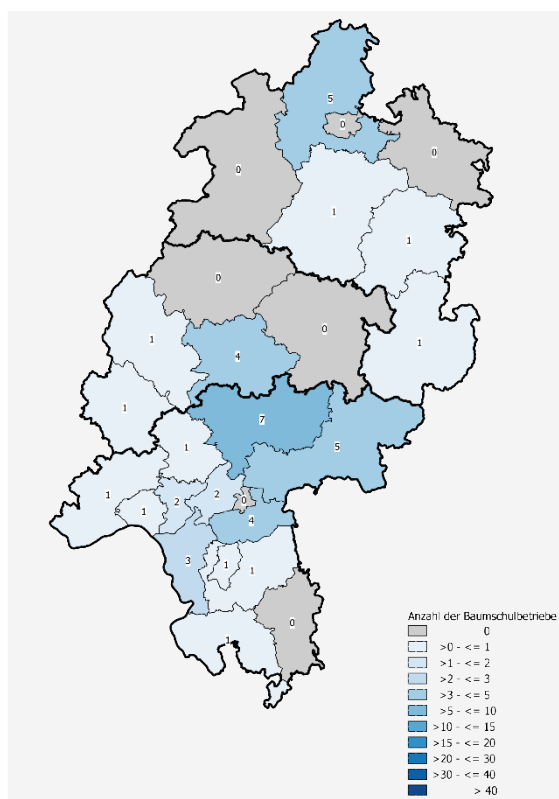 5
0
0
0
1
1
0
0
1
1
4
1
7
5
1
1
2
2
0
1
4
3
1
1
0
1
Anzahl der Baumschulbetriebe
0
>0 - <= 1
>1 - <= 2
>2 - <= 3
>3 - <= 5
>5 - <= 10
>10 - <= 15
>15 - <= 20
>20 - <= 30
>30 - <= 40
> 40